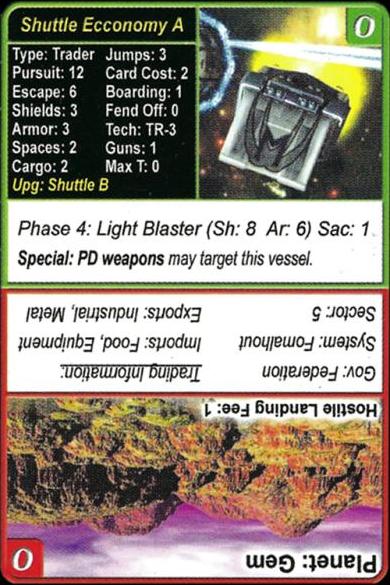 Shuttle Ecconomy A
0
Type: Trader Jumps: 3
Pursuit: 12 Card Cost: 2
Escape: 6 Boarding: 1
Shields: 3 Fend Off: 0
Armor: 3 Tech: TR-3
Spaces: 2 Guns: 1
Cargo: 2 Max T: 0
Upg: Shuttle B
Phase 4: Light Blaster (Sh: 8 Ar: 6) Sac: 1
Special: PD weapons may target this vessel.
Planet: Gem
0
Hostile Landing Fee: 1
Gov: Federation Trading Information:
System: Fomalhout Imports: Food, Equipment
Sector: 5 Exports: Industrial, Metal